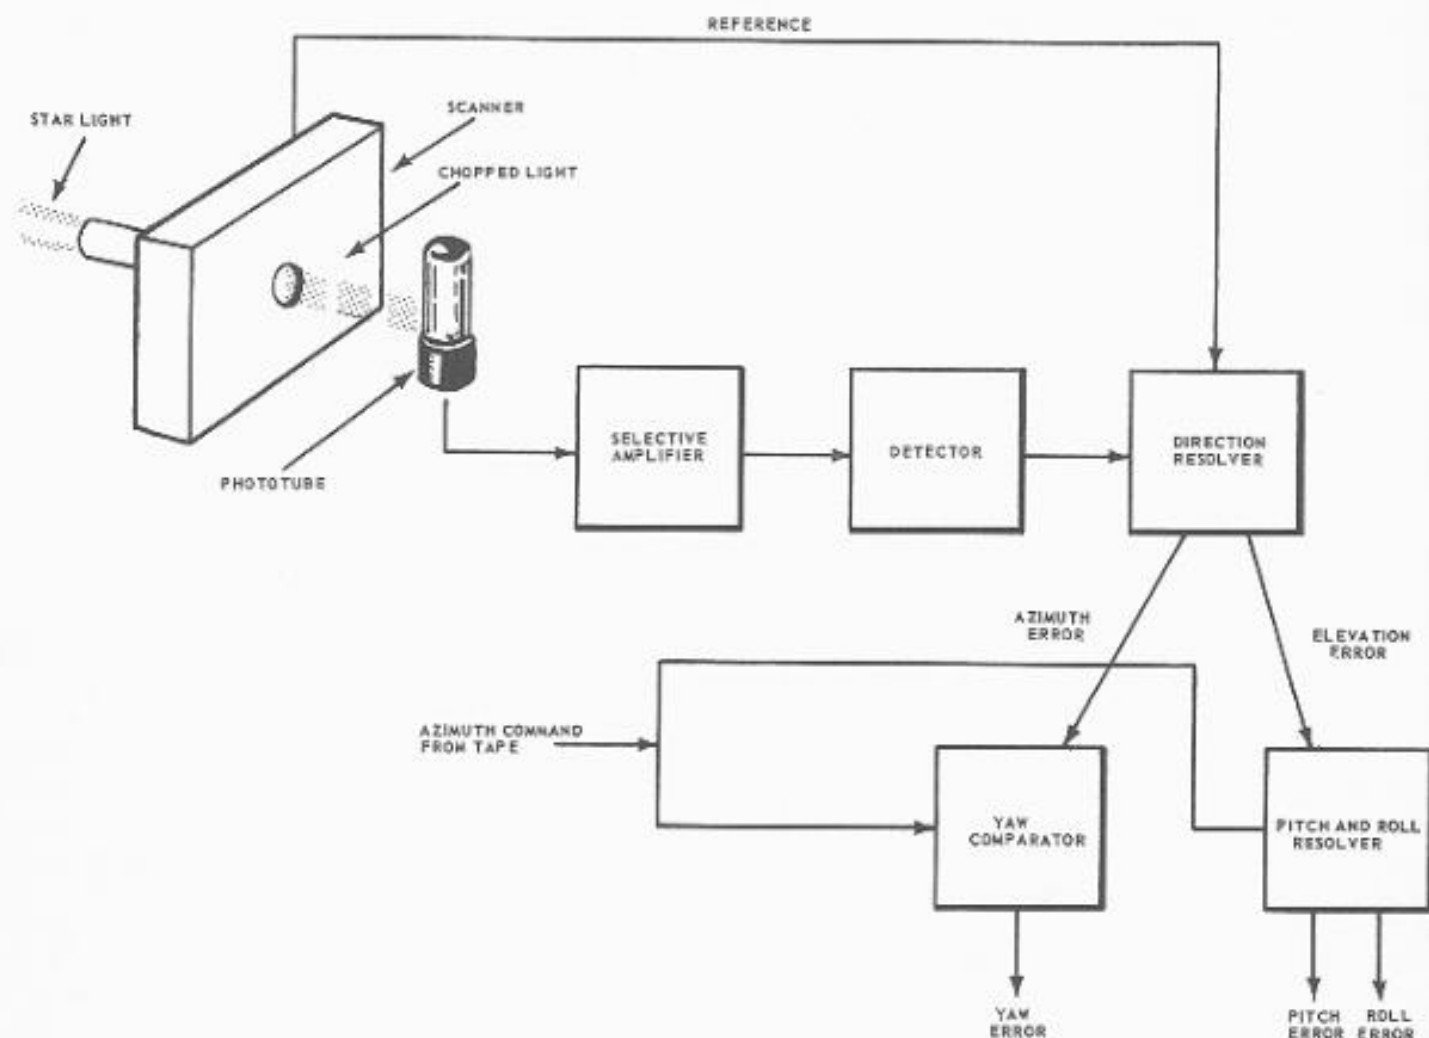 REFERENCE
STAR LIGHT
SCANNER
CHOPPED LIGHT
PHOTOTUBE
SELECTIVE
AMPLIFIER
DETECTOR
DIRECTION
RESOLVER
AZIMUTH
ERROR
ELEVATION
ERROR
AZIMUTH COMMAND
FROM TAPE
YAW
COMPARATOR
PITCH AND ROLL
RESOLVER
YAW
ERROR
PITCH
ERROR
ROLL
ERROR